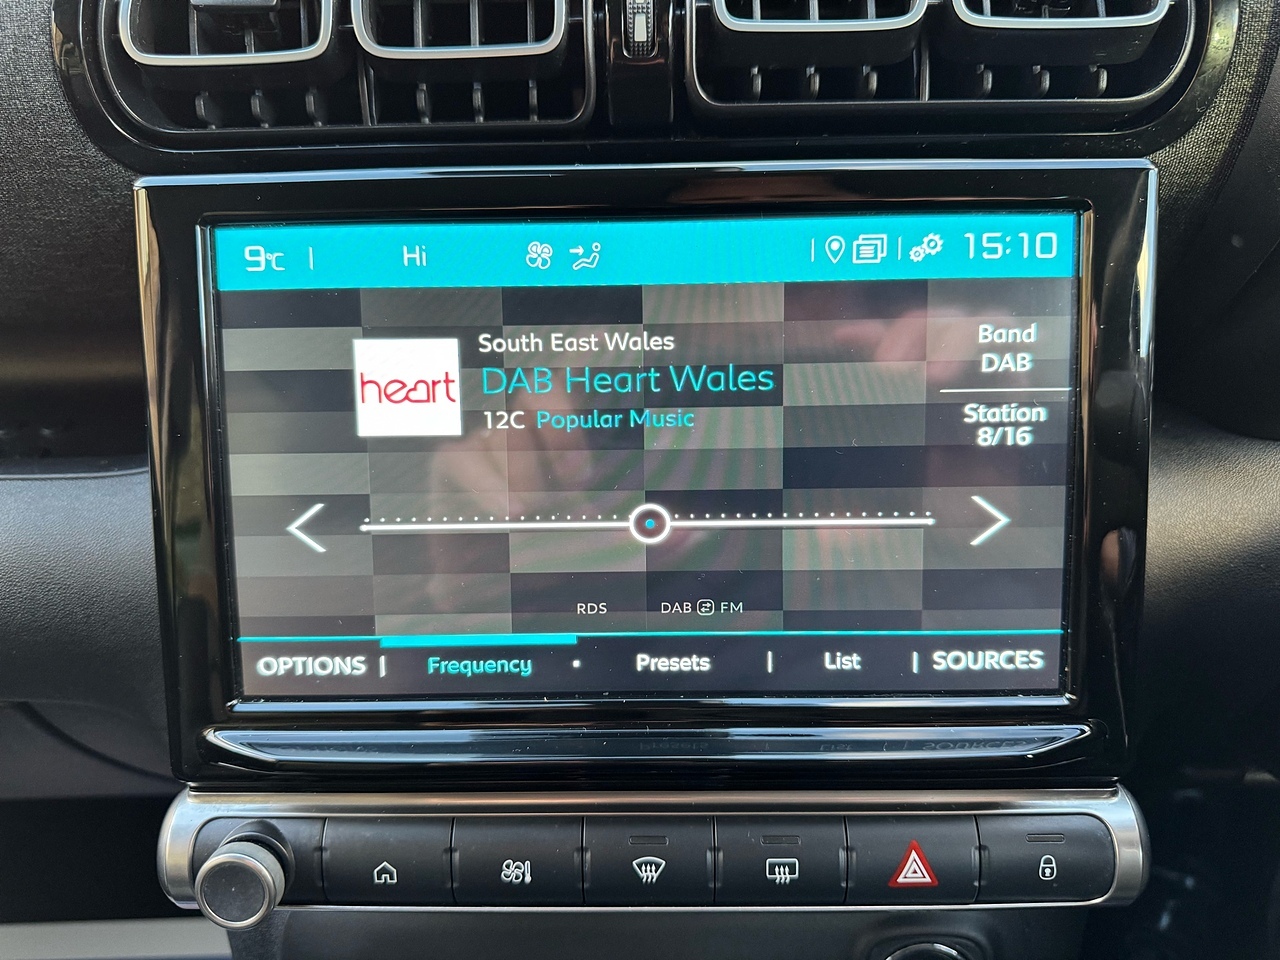 9°C | Hi | | 15:10
South East Wales
heart
DAB Heart Wales
12C Popular Music
Band
DAB
Station
8/16
RDS DAB FM
OPTIONS | Frequency · Presets | List | SOURCES